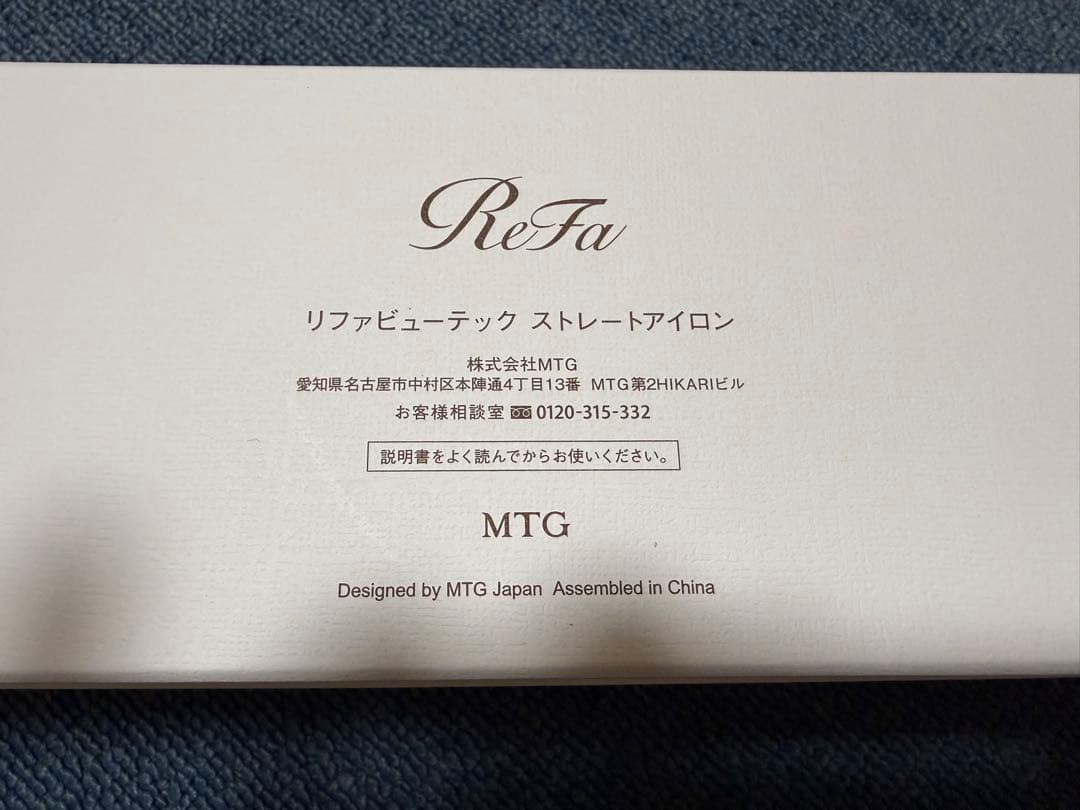 ReFa
リファビューテック ストレートアイロン
株式会社MTG
愛知県名古屋市中村区本陣通4丁目13番 MTG第2HIKARIビル
お客様相談室 0120-315-332
説明書をよく読んでからお使いください。
MTG
Designed by MTG Japan Assembled in China